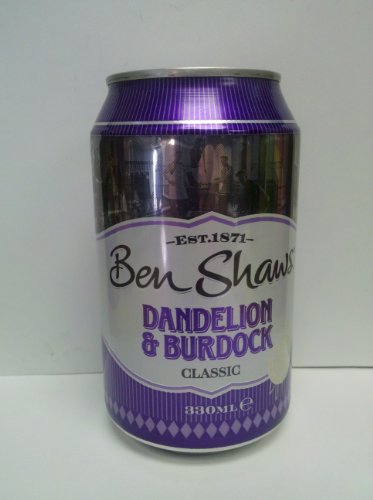 -EST.1871-
Ben Shaws
DANDELION
& BURDOCK
CLASSIC
330ML ℮